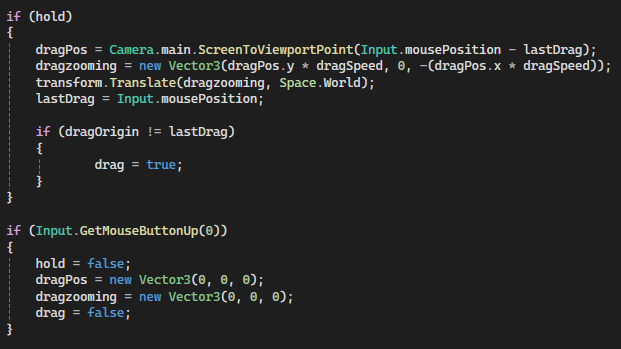 if (hold)
{
dragPos = Camera.main.ScreenToViewportPoint(Input.mousePosition - lastDrag);
dragzooming = new Vector3(dragPos.y * dragSpeed, 0, -(dragPos.x * dragSpeed));
transform.Translate(dragzooming, Space.World);
lastDrag = Input.mousePosition;
if (dragOrigin != lastDrag)
{
drag = true;
}
}
if (Input.GetMouseButtonUp(0))
{
hold = false;
dragPos = new Vector3(0, 0, 0);
dragzooming = new Vector3(0, 0, 0);
drag = false;
}